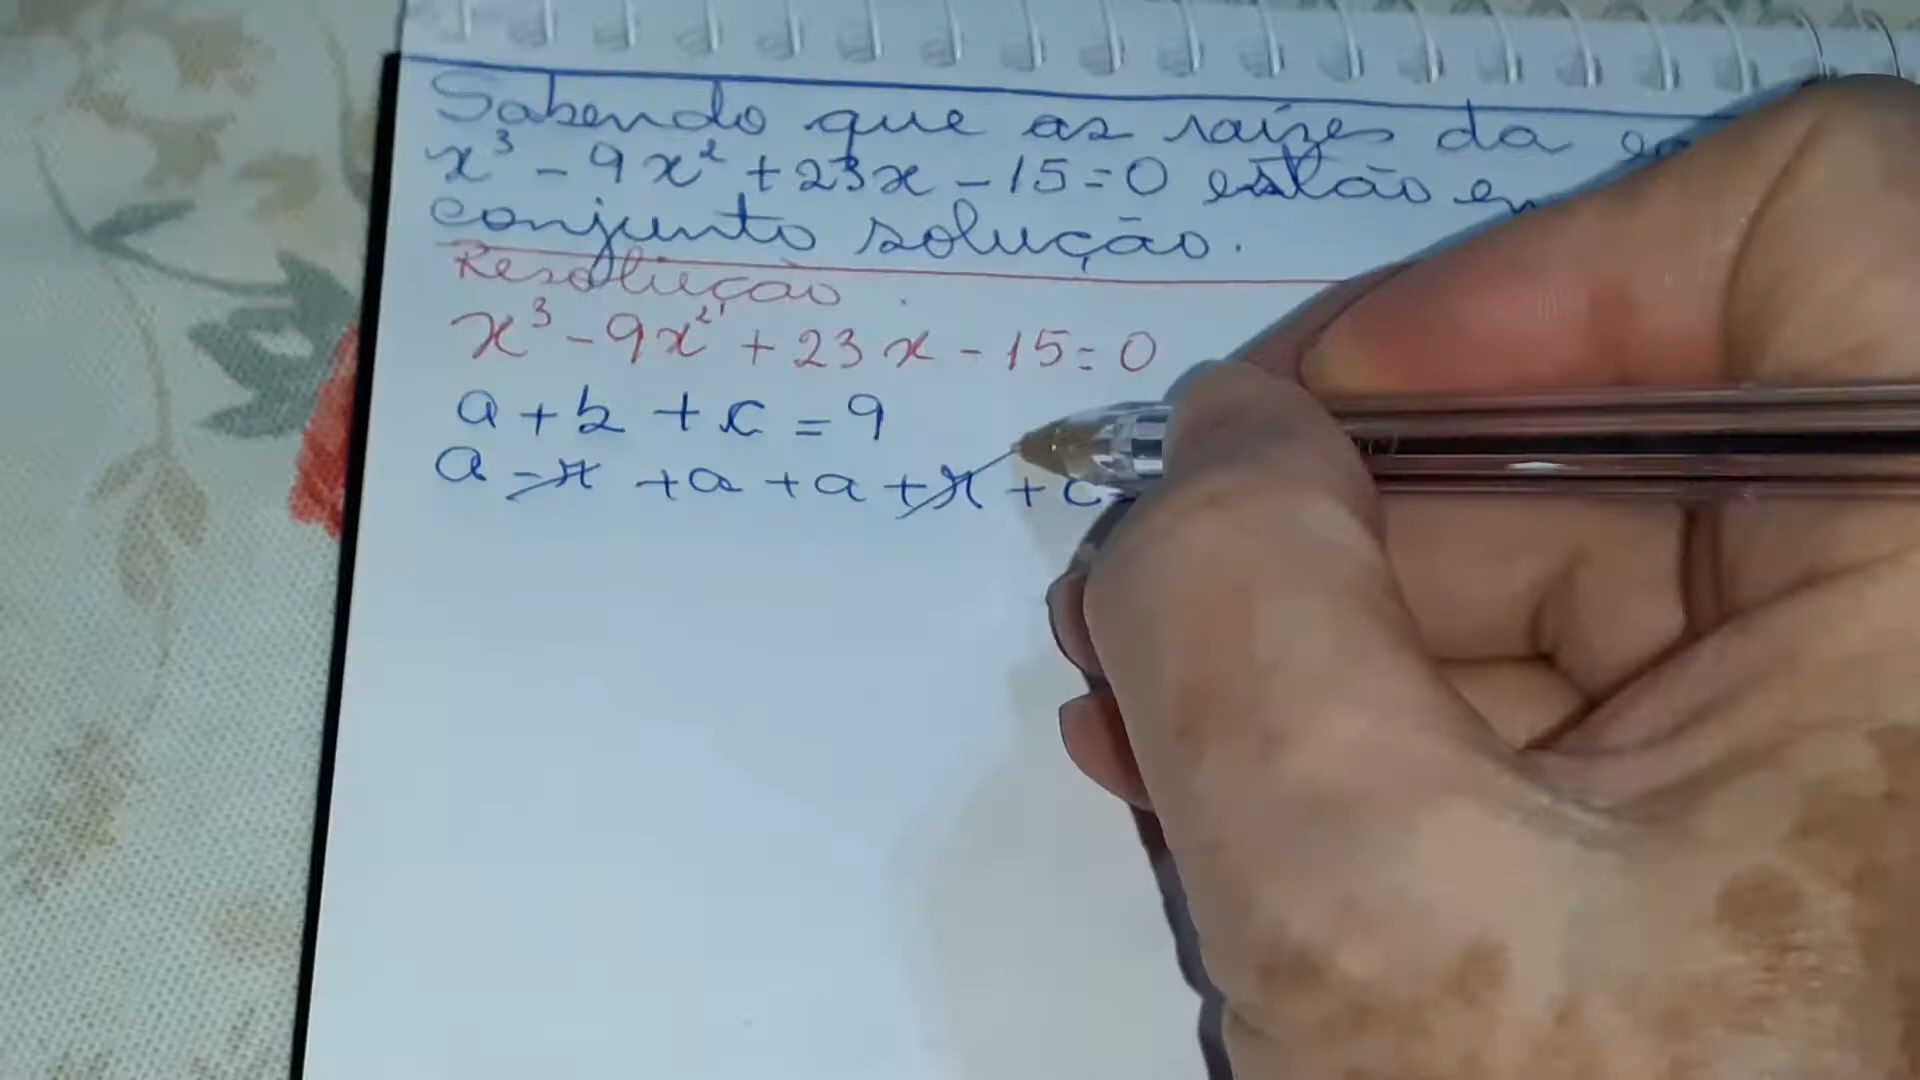 Sabendo que as raízes da
x³ - 9x² + 23x - 15 = 0 estão em
conjunto solução.
Resolução
x³ - 9x² + 23x - 15 = 0
a + b + c = 9
a - r + a + a + r + c